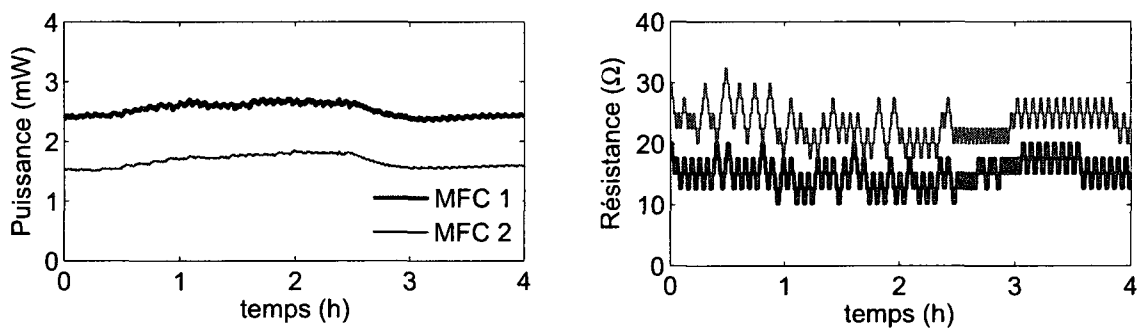 Puissance (mW)
4
3
2
1
0
MFC 1
MFC 2
0 1 2 3 4
temps (h)
Résistance (Ω)
40
30
20
10
0
0 1 2 3 4
temps (h)